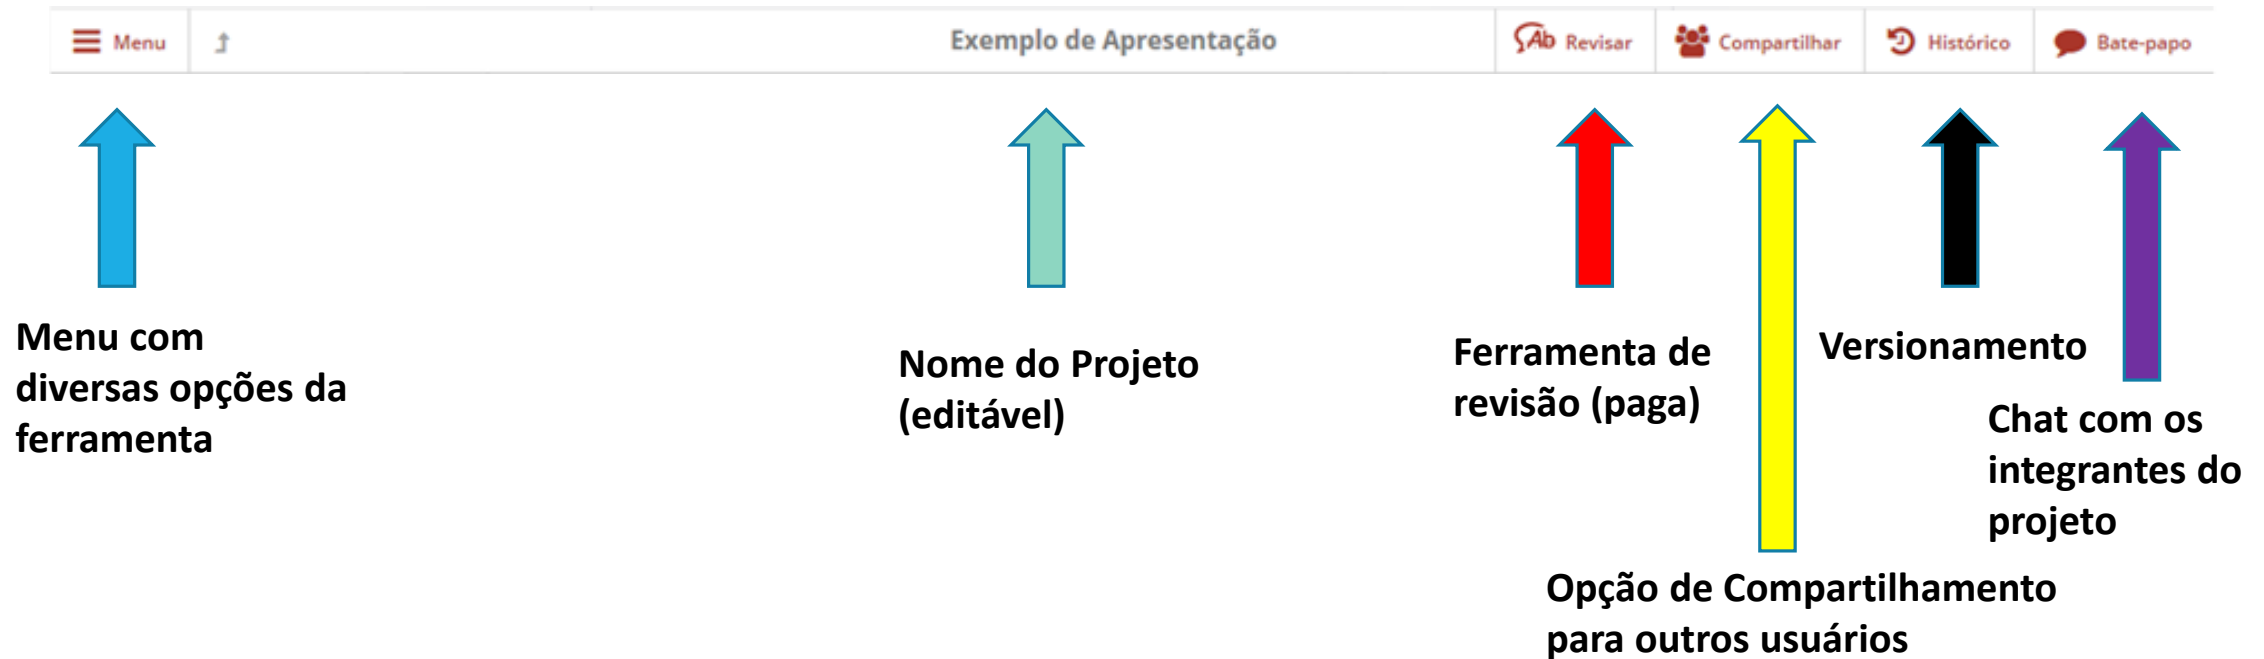 Menu
Exemplo de Apresentação
Ab Revisar
Compartilhar
Histórico
Bate-papo
Menu com
diversas opções da
ferramenta
Nome do Projeto
(editável)
Ferramenta de
revisão (paga)
Versionamento
Chat com os
integrantes do
projeto
Opção de Compartilhamento
para outros usuários